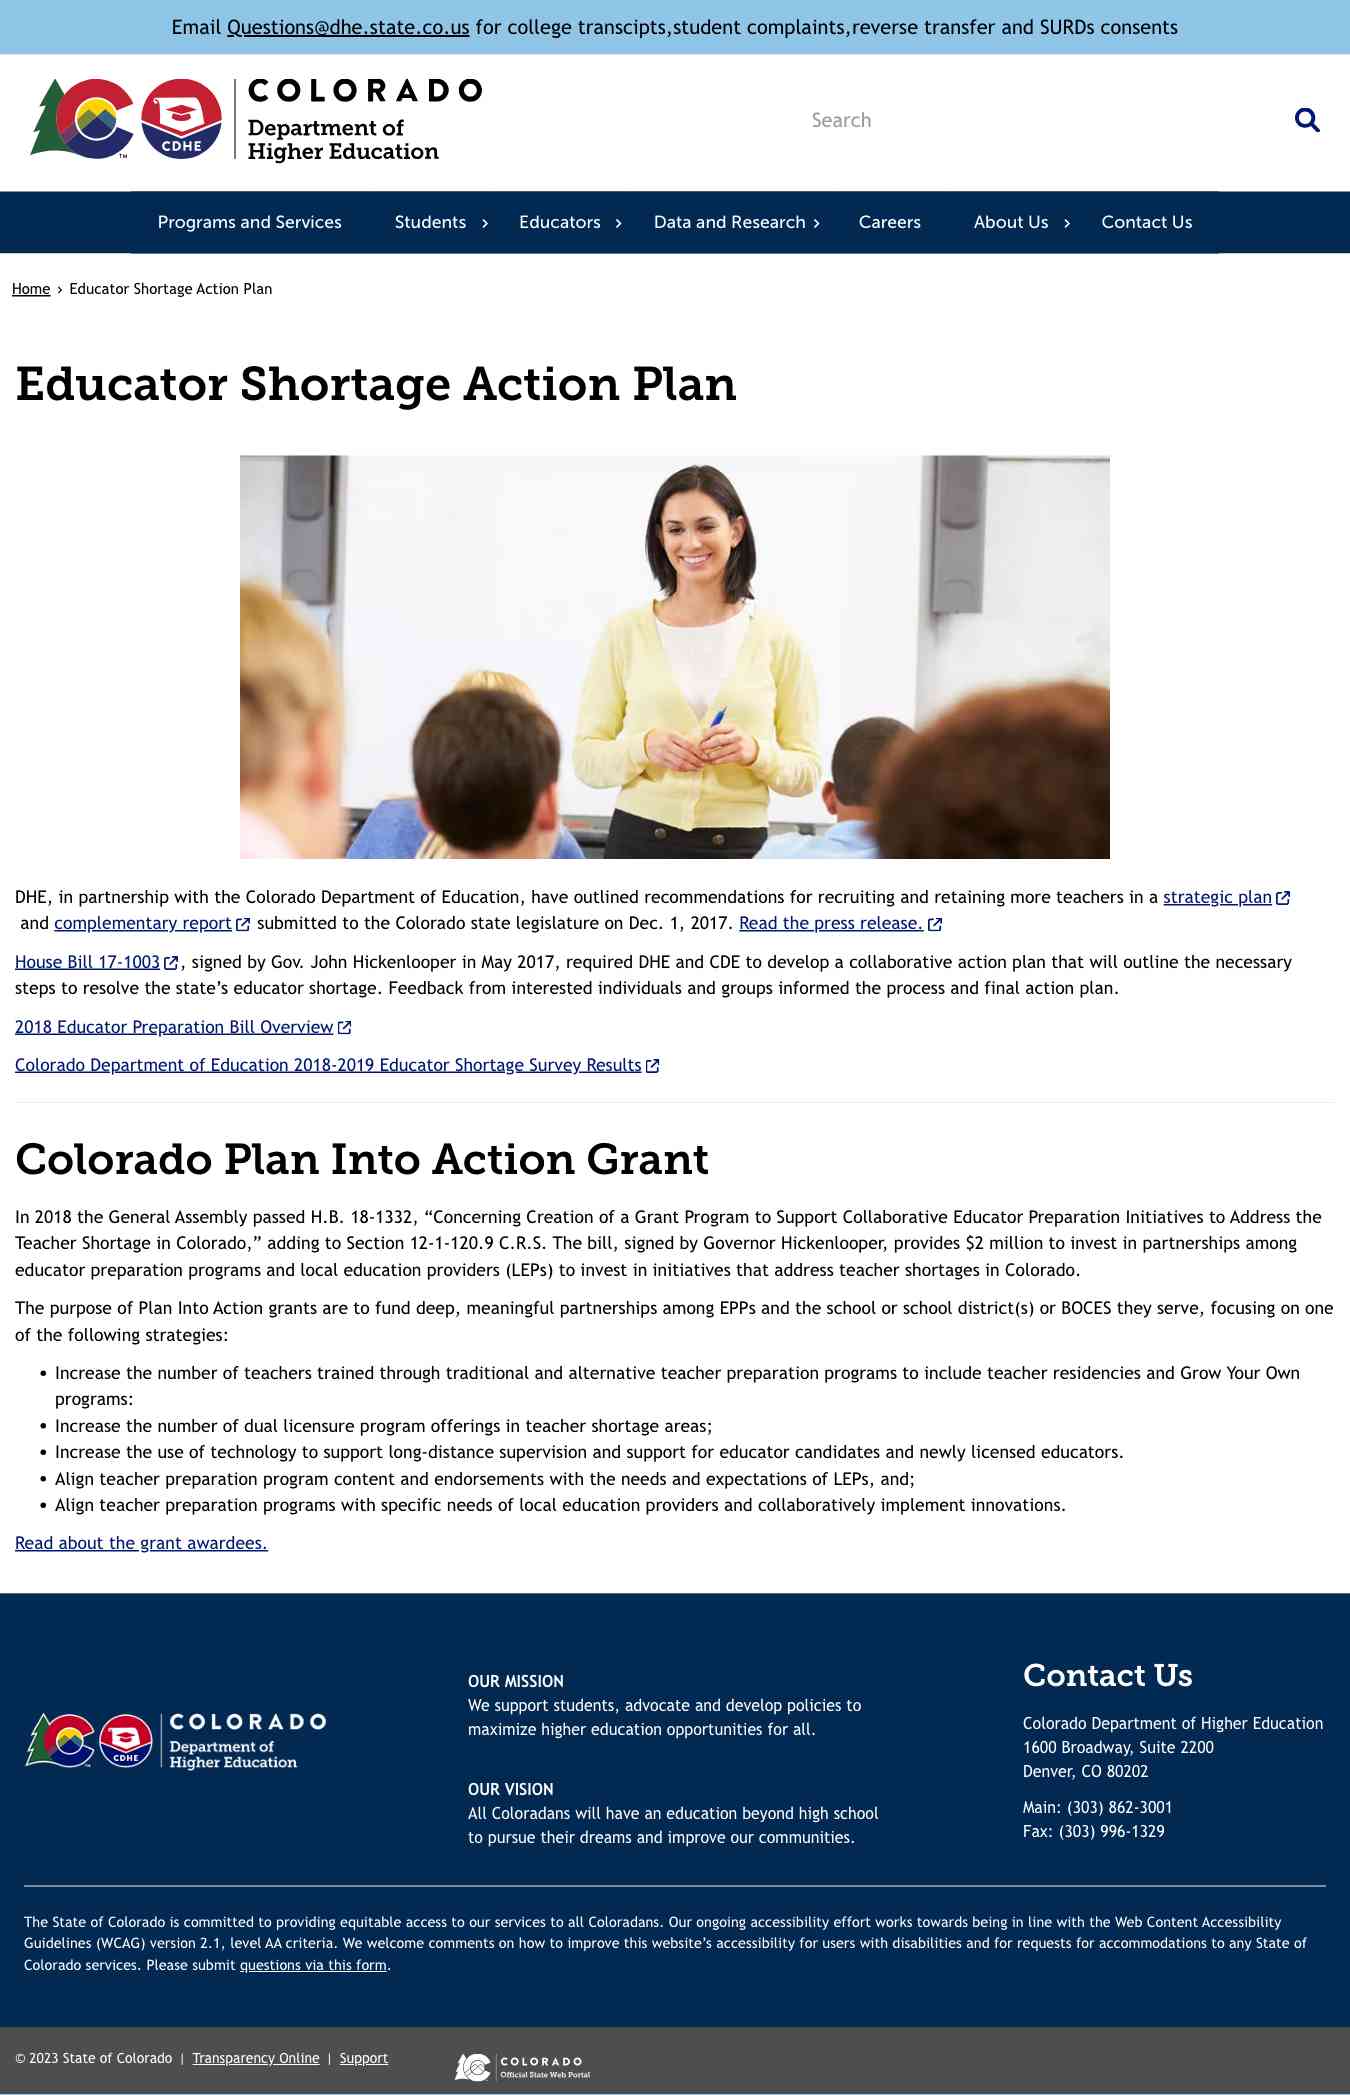 Email Questions@dhe.state.co.us for college transcipts,student complaints,reverse transfer and SURDs consents
CDHE
TM
COLORADO
Department of
Higher Education
Search
Programs and Services Students › Educators › Data and Research › Careers About Us › Contact Us
Home › Educator Shortage Action Plan
Educator Shortage Action Plan
DHE, in partnership with the Colorado Department of Education, have outlined recommendations for recruiting and retaining more teachers in a strategic plan
and complementary report submitted to the Colorado state legislature on Dec. 1, 2017. Read the press release.
House Bill 17-1003, signed by Gov. John Hickenlooper in May 2017, required DHE and CDE to develop a collaborative action plan that will outline the necessary
steps to resolve the state’s educator shortage. Feedback from interested individuals and groups informed the process and final action plan.
2018 Educator Preparation Bill Overview
Colorado Department of Education 2018-2019 Educator Shortage Survey Results
Colorado Plan Into Action Grant
In 2018 the General Assembly passed H.B. 18-1332, “Concerning Creation of a Grant Program to Support Collaborative Educator Preparation Initiatives to Address the
Teacher Shortage in Colorado,” adding to Section 12-1-120.9 C.R.S. The bill, signed by Governor Hickenlooper, provides $2 million to invest in partnerships among
educator preparation programs and local education providers (LEPs) to invest in initiatives that address teacher shortages in Colorado.
The purpose of Plan Into Action grants are to fund deep, meaningful partnerships among EPPs and the school or school district(s) or BOCES they serve, focusing on one
of the following strategies:
• Increase the number of teachers trained through traditional and alternative teacher preparation programs to include teacher residencies and Grow Your Own
programs:
• Increase the number of dual licensure program offerings in teacher shortage areas;
• Increase the use of technology to support long-distance supervision and support for educator candidates and newly licensed educators.
• Align teacher preparation program content and endorsements with the needs and expectations of LEPs, and;
• Align teacher preparation programs with specific needs of local education providers and collaboratively implement innovations.
Read about the grant awardees.
CDHE
TM
COLORADO
Department of
Higher Education
OUR MISSION
We support students, advocate and develop policies to
maximize higher education opportunities for all.
OUR VISION
All Coloradans will have an education beyond high school
to pursue their dreams and improve our communities.
Contact Us
Colorado Department of Higher Education
1600 Broadway, Suite 2200
Denver, CO 80202
Main: (303) 862-3001
Fax: (303) 996-1329
The State of Colorado is committed to providing equitable access to our services to all Coloradans. Our ongoing accessibility effort works towards being in line with the Web Content Accessibility
Guidelines (WCAG) version 2.1, level AA criteria. We welcome comments on how to improve this website’s accessibility for users with disabilities and for requests for accommodations to any State of
Colorado services. Please submit questions via this form.
© 2023 State of Colorado | Transparency Online | Support
COLORADO
Official State Web Portal